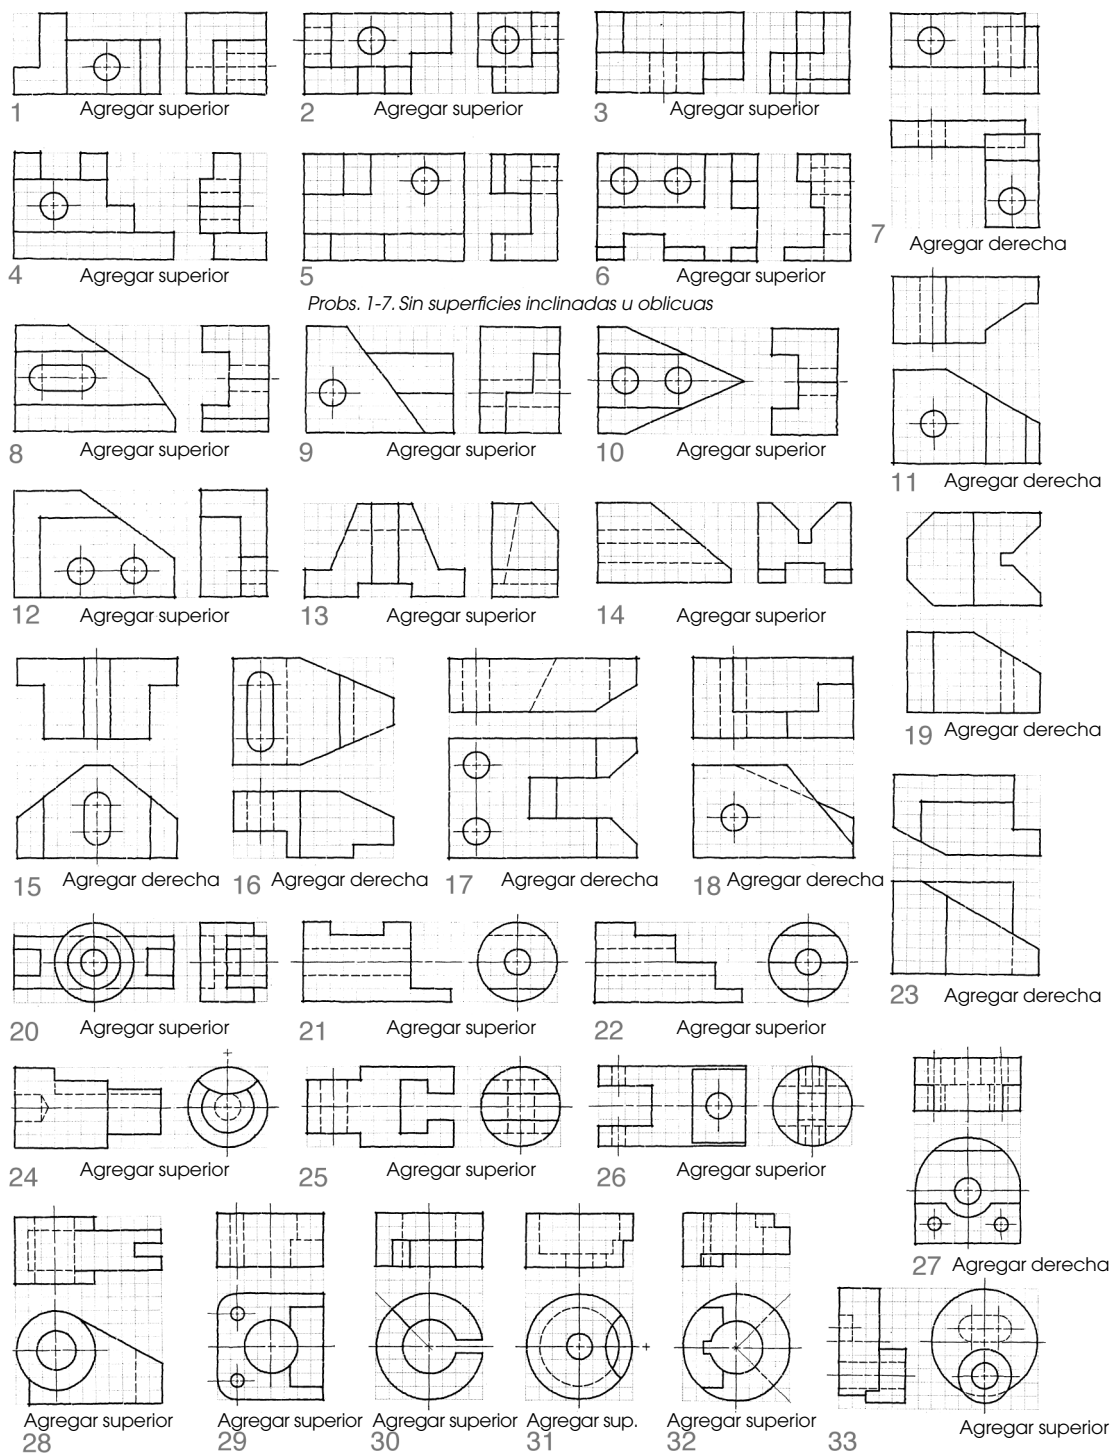 1 Agregar superior
2 Agregar superior
3 Agregar superior
4 Agregar superior
5 Agregar superior
6 Agregar superior
7 Agregar derecha
Probs. 1-7. Sin superficies inclinadas u oblicuas
8 Agregar superior
9 Agregar superior
10 Agregar superior
11 Agregar derecha
12 Agregar superior
13 Agregar superior
14 Agregar superior
15 Agregar derecha
16 Agregar derecha
17 Agregar derecha
18 Agregar derecha
19 Agregar derecha
20 Agregar superior
21 Agregar superior
22 Agregar superior
23 Agregar derecha
24 Agregar superior
25 Agregar superior
26 Agregar superior
27 Agregar derecha
Agregar superior
28
Agregar superior
29
Agregar superior
30
Agregar sup.
31
Agregar superior
32
33
Agregar superior